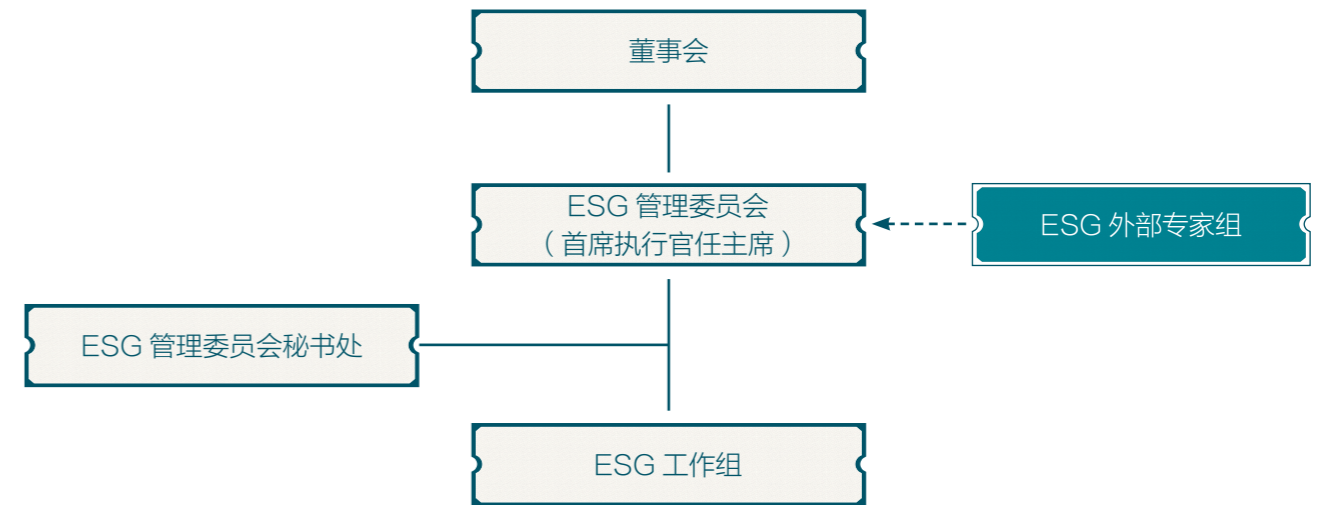 董事会
ESG 管理委员会
（首席执行官任主席）
ESG 外部专家组
ESG 管理委员会秘书处
ESG 工作组